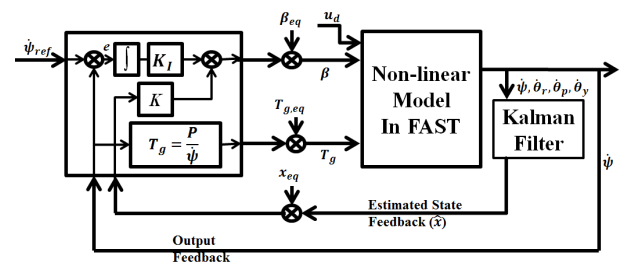 ψ̇_ref
e
∫
K_I
K
T_g = P/ψ̇
β_eq
β
u_d
T_g,eq
T_g
x_eq
Non-linear
Model
In FAST
ψ̇, θ̇_r, θ̇_p, θ̇_y
Kalman
Filter
ψ̇
Estimated State
Feedback (x̂)
Output
Feedback